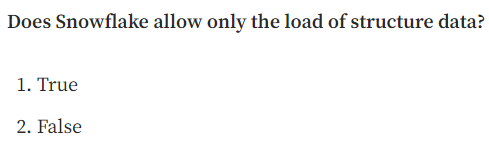 Does Snowflake allow only the load of structure data?
1. True
2. False